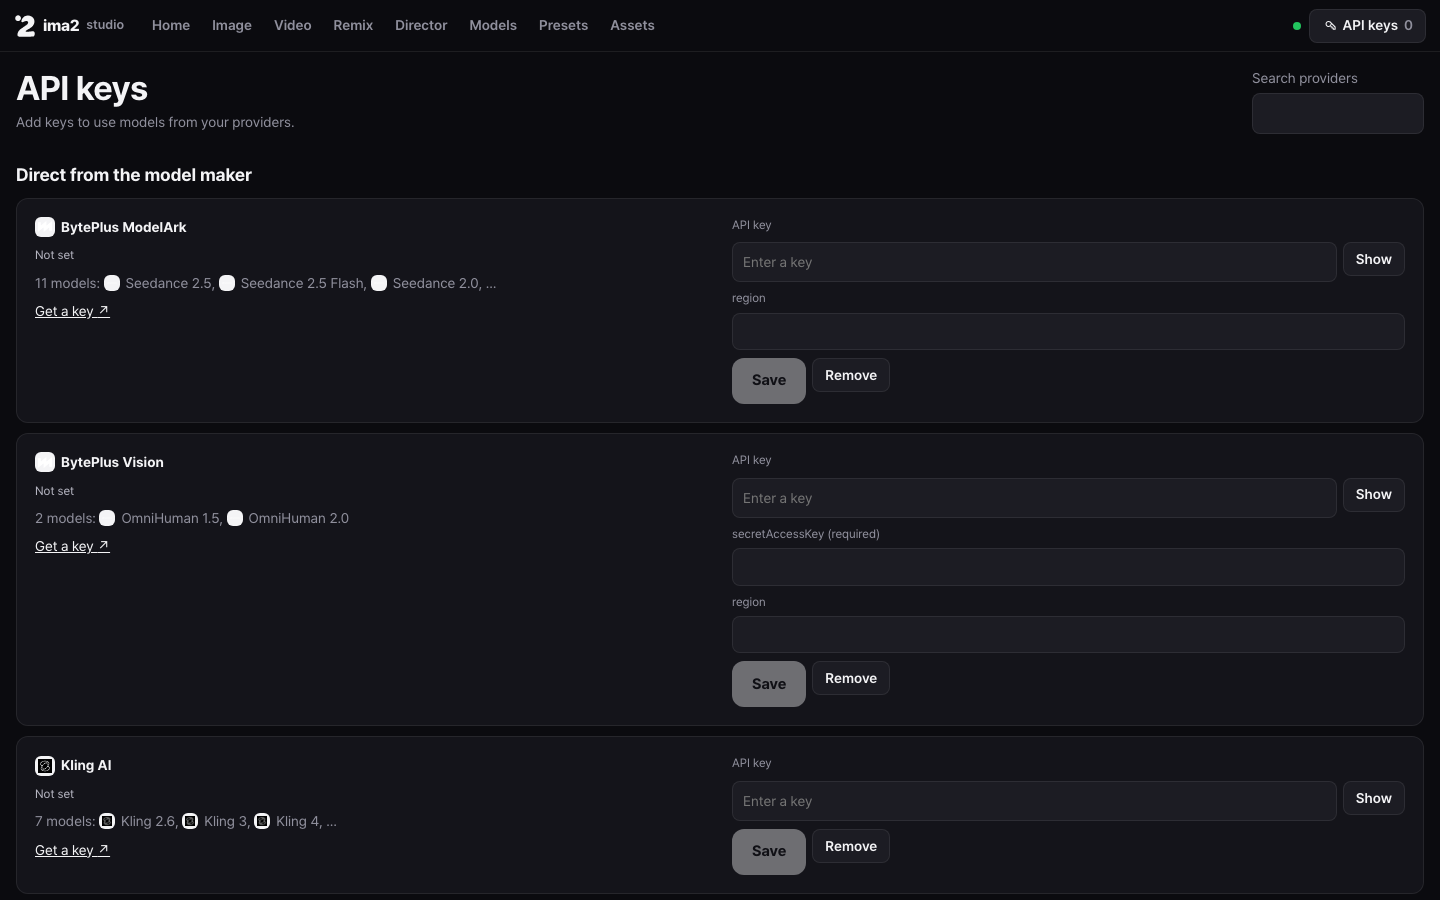 ima2 studio Home Image Video Remix Director Models Presets Assets API keys 0
API keys
Search providers
Add keys to use models from your providers.
Direct from the model maker
BytePlus ModelArk
Not set
11 models: Seedance 2.5, Seedance 2.5 Flash, Seedance 2.0, ...
Get a key ↗
API key
Enter a key Show
region
Save Remove
BytePlus Vision
Not set
2 models: OmniHuman 1.5, OmniHuman 2.0
Get a key ↗
API key
Enter a key Show
secretAccessKey (required)
region
Save Remove
Kling AI
Not set
7 models: Kling 2.6, Kling 3, Kling 4, ...
Get a key ↗
API key
Enter a key Show
Save Remove